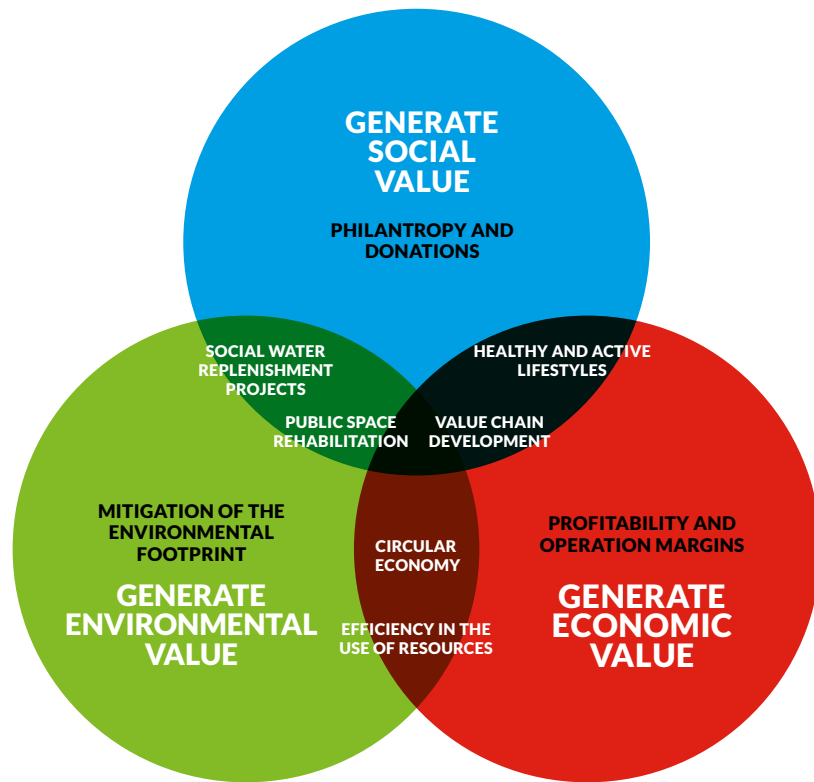 GENERATE
SOCIAL
VALUE
PHILANTROPY AND
DONATIONS
SOCIAL WATER
REPLENISHMENT
PROJECTS
HEALTHY AND ACTIVE
LIFESTYLES
PUBLIC SPACE
REHABILITATION
VALUE CHAIN
DEVELOPMENT
MITIGATION OF THE
ENVIRONMENTAL
FOOTPRINT
GENERATE
ENVIRONMENTAL
VALUE
CIRCULAR
ECONOMY
EFFICIENCY IN THE
USE OF RESOURCES
PROFITABILITY AND
OPERATION MARGINS
GENERATE
ECONOMIC
VALUE